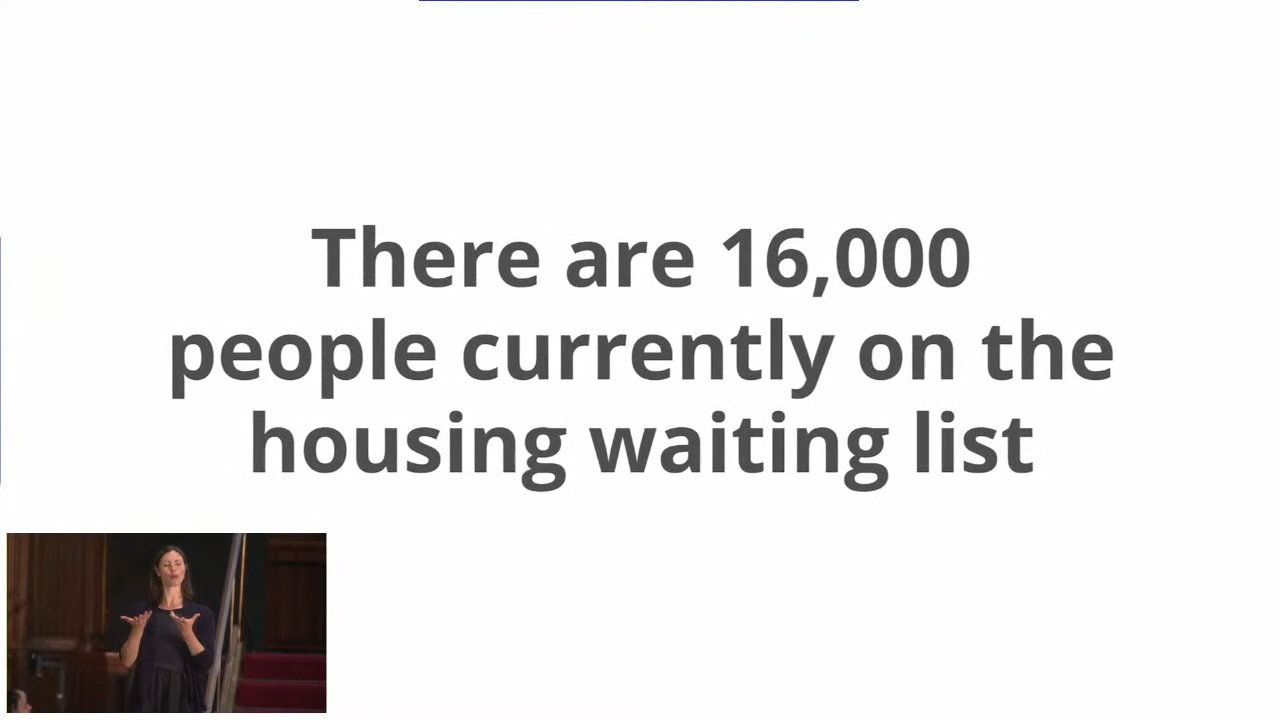 There are 16,000
people currently on the
housing waiting list